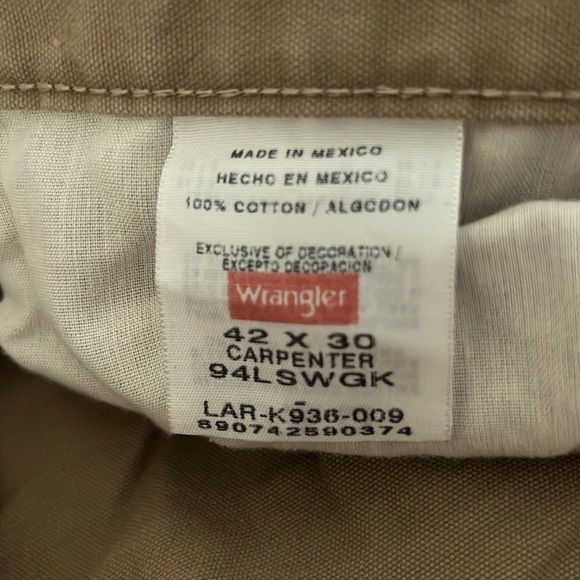 MADE IN MEXICO
HECHO EN MEXICO
100% COTTON / ALGODON
EXCLUSIVE OF DECORATION /
EXCEPTO DECORACION
Wrangler
42 X 30
CARPENTER
94LSWGK
LAR-K936-009
590742590374